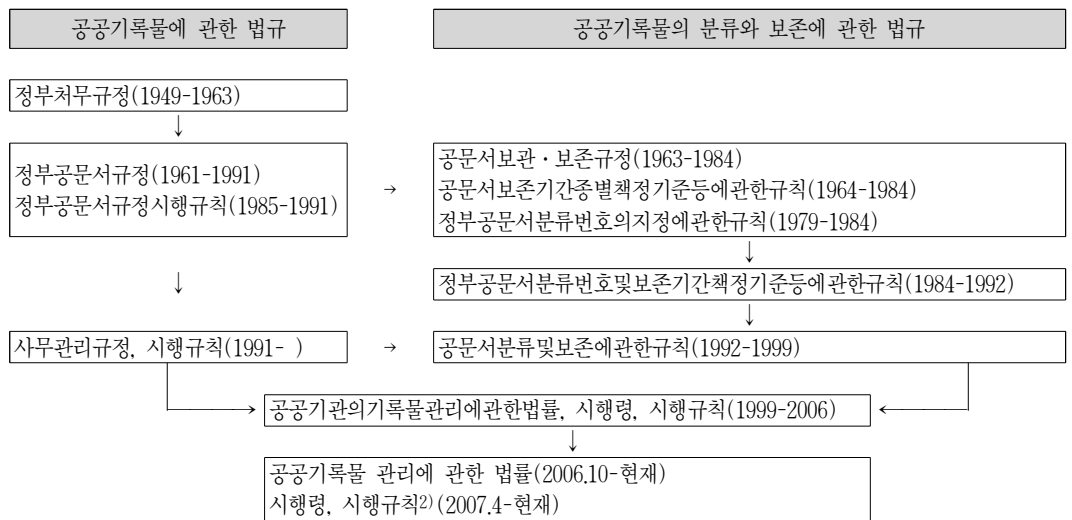 공공기록물에 관한 법규
공공기록물의 분류와 보존에 관한 법규
정부처무규정(1949-1963)
↓
정부공문서규정(1961-1991)
정부공문서규정시행규칙(1985-1991)
→
공문서보관・보존규정(1963-1984)
공문서보존기간종별책정기준등에관한규칙(1964-1984)
정부공문서분류번호의지정에관한규칙(1979-1984)
↓
↓
정부공문서분류번호및보존기간책정기준등에관한규칙(1984-1992)
↓
사무관리규정, 시행규칙(1991- )
→
공문서분류및보존에관한규칙(1992-1999)
공공기관의기록물관리에관한법률, 시행령, 시행규칙(1999-2006)
↓
공공기록물 관리에 관한 법률(2006.10-현재)
시행령, 시행규칙2)(2007.4-현재)